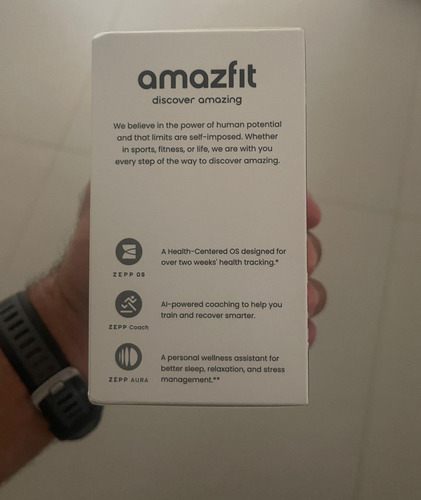 amazfit
discover amazing
We believe in the power of human potential
and that limits are self-imposed. Whether
in sports, fitness, or life, we are with you
every step of the way to discover amazing.
ZEPP OS
A Health-Centered OS designed for
over two weeks' health tracking.*
ZEPP Coach
AI-powered coaching to help you
train and recover smarter.
ZEPP AURA
A personal wellness assistant for
better sleep, relaxation, and stress
management.**